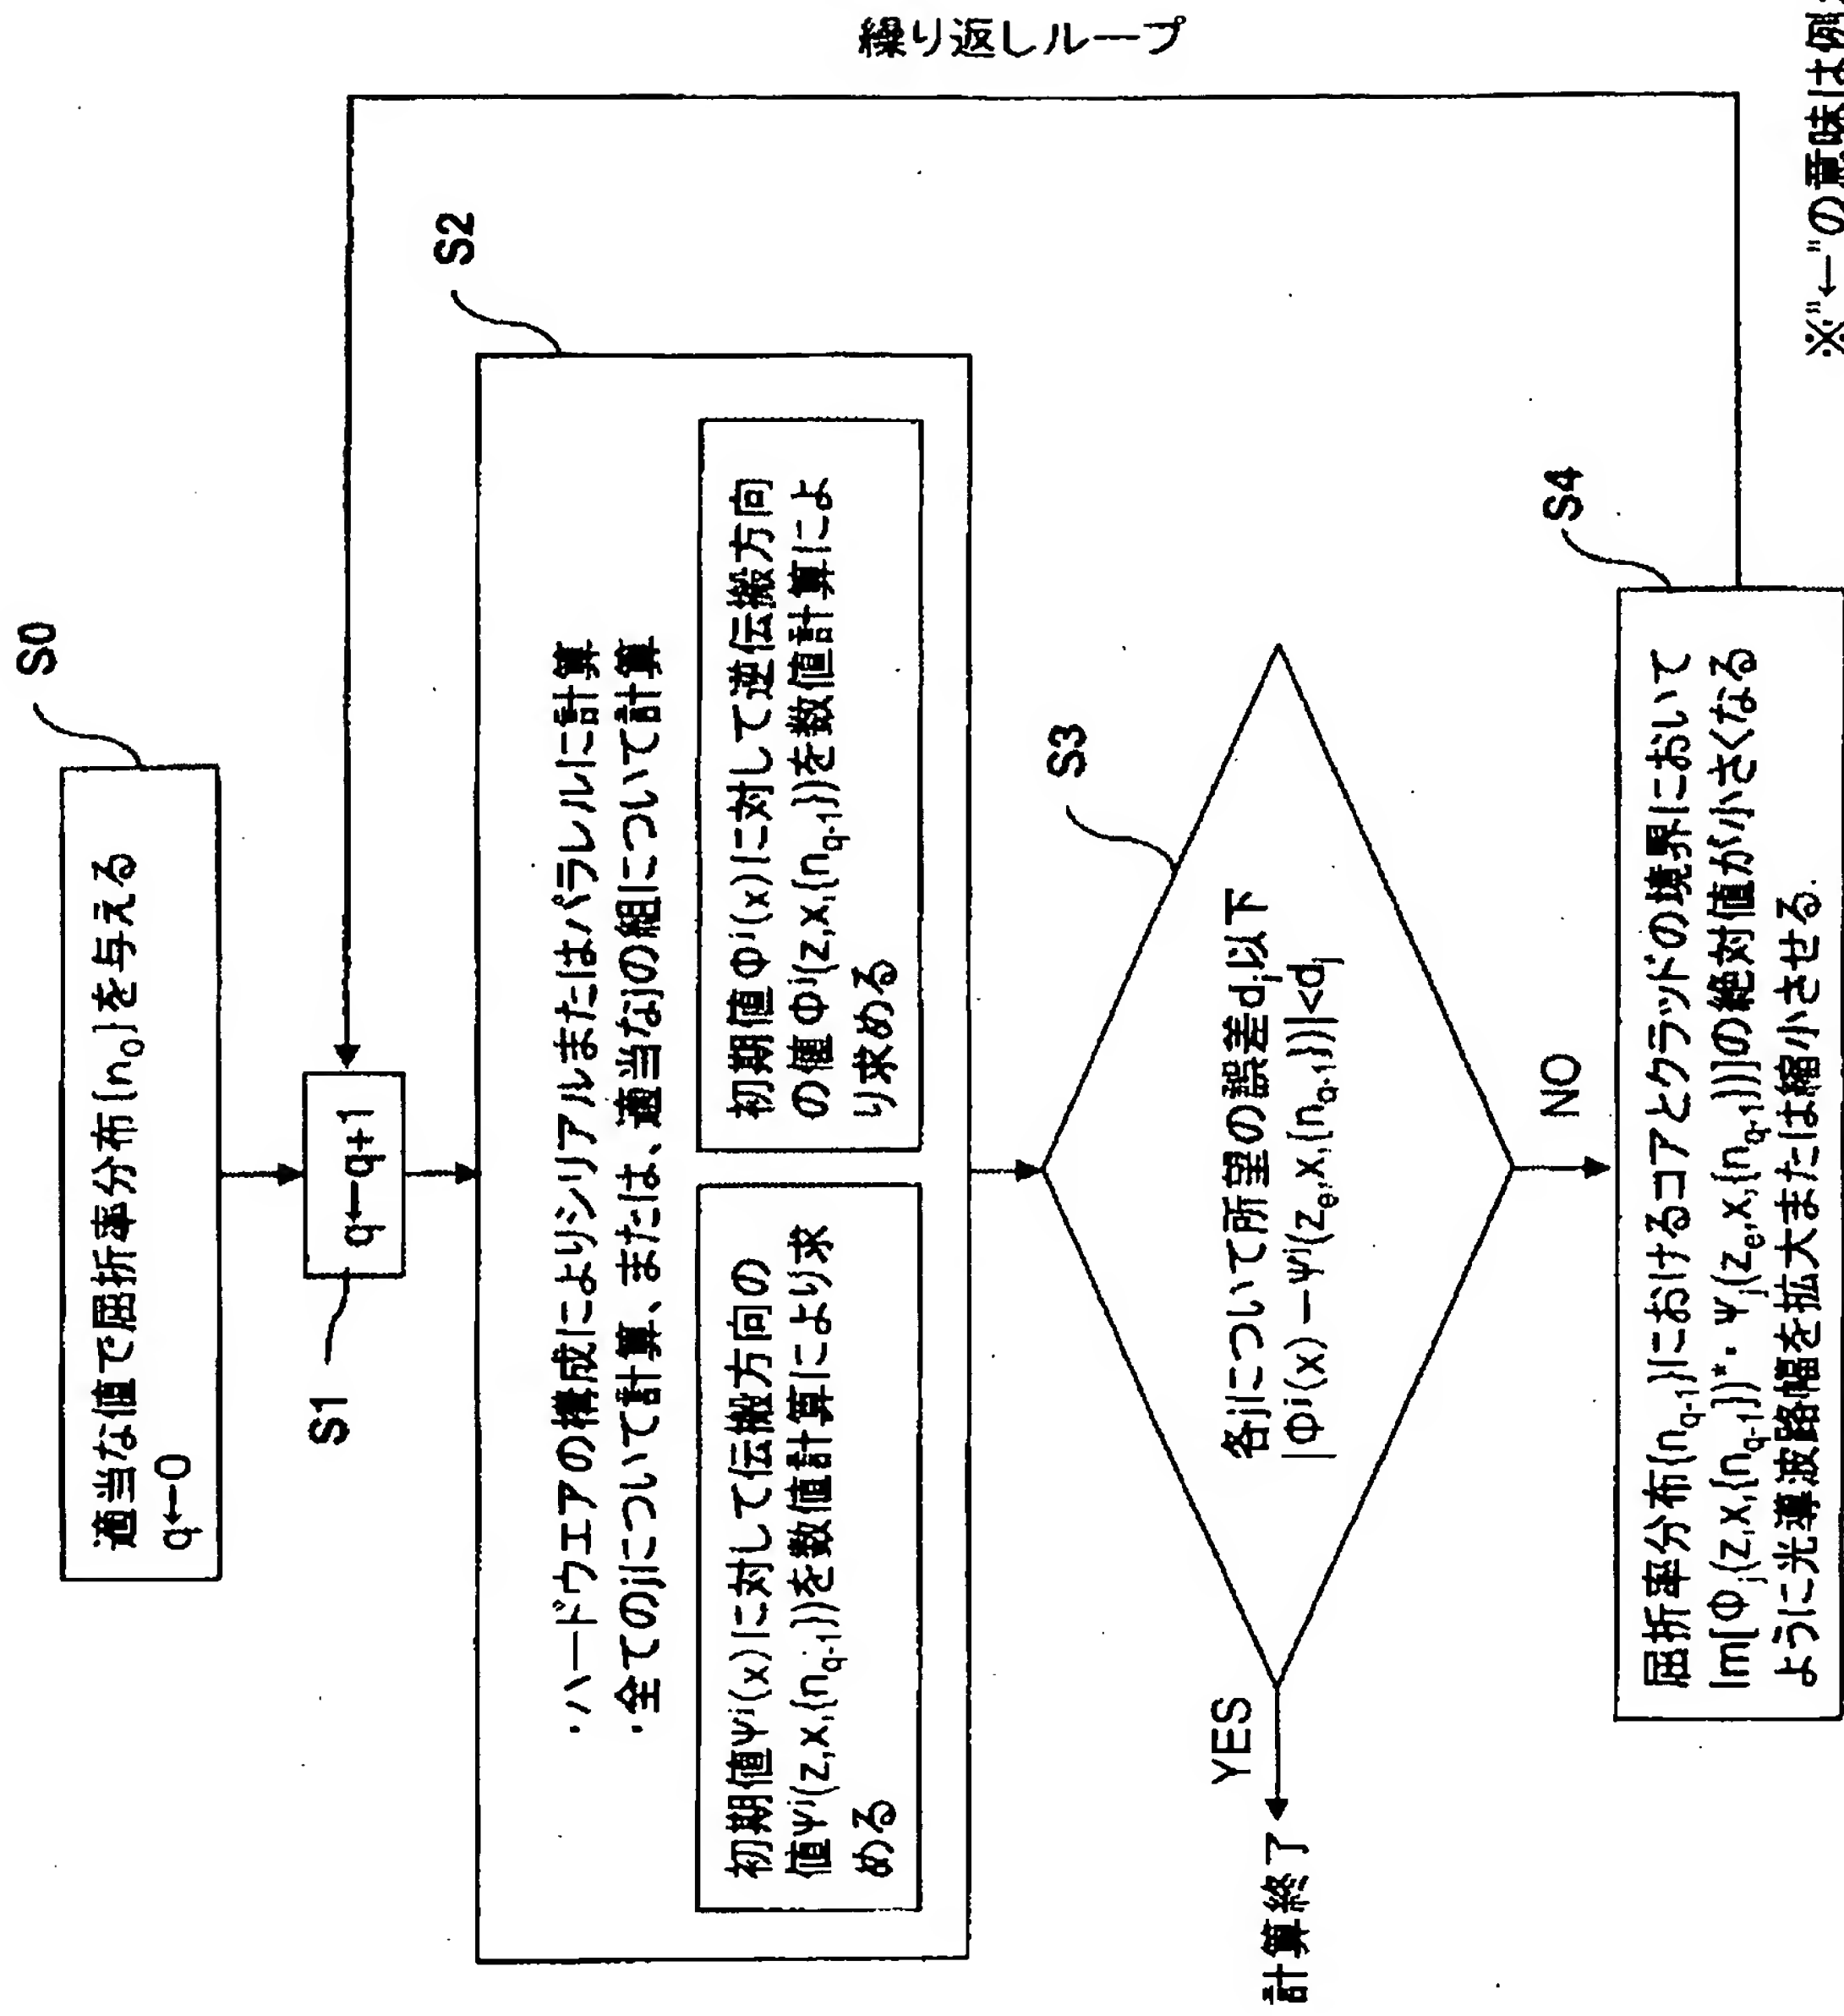 S0
適当な値で屈折率分布{n0}を与える
q←0
S1
q←q+1
繰り返しループ
S2
・ハードウエアの構成によりシリアルまたはパラレルに計算
・全てのjについて計算、または、適当なjの組について計算
初期値ψj(x)に対して伝搬方向の
値ψj(z,x,{nq-1})を数値計算により求
める
初期値φj(x)に対して逆伝搬方向
の値φj(z,x,{nq-1})を数値計算によ
り求める
S3
各jについて所望の誤差dj以下
|φj(x)−ψj(ze,x,{nq-1})|<dj
YES
計算終了
NO
S4
屈折率分布{nq-1}におけるコアとクラッドの境界において
Im[φj(z,x,{nq-1})*・ψj(ze,x,{nq-1})]の絶対値が小さくなる
ように光導波路幅を拡大または縮小させる.
※"←"の意味は例